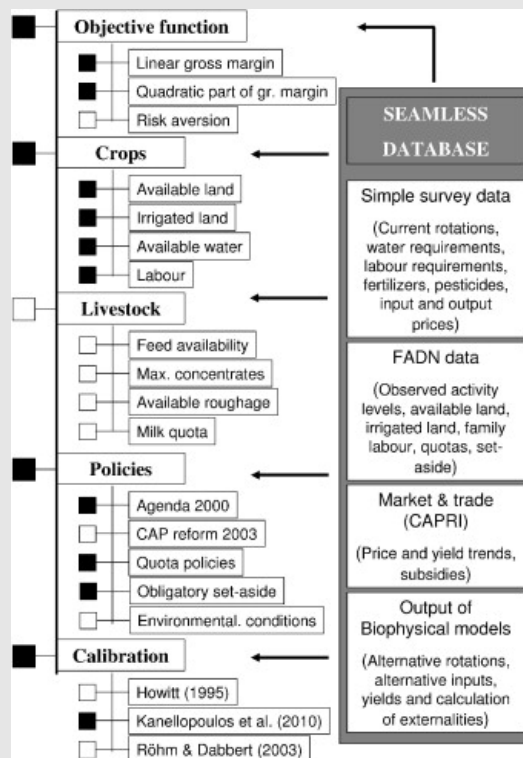 Objective function
Linear gross margin
Quadratic part of gr. margin
Risk aversion
Crops
Available land
Irrigated land
Available water
Labour
Livestock
Feed availability
Max. concentrates
Available roughage
Milk quota
Policies
Agenda 2000
CAP reform 2003
Quota policies
Obligatory set-aside
Environmental. conditions
Calibration
Howitt (1995)
Kanellopoulos et al. (2010)
Röhm & Dabbert (2003)
SEAMLESS
DATABASE
Simple survey data
(Current rotations,
water requirements,
labour requirements,
fertilizers, pesticides,
input and output
prices)
FADN data
(Observed activity
levels, available land,
irrigated land, family
labour, quotas, set-
aside)
Market & trade
(CAPRI)
(Price and yield trends,
subsidies)
Output of
Biophysical models
(Alternative rotations,
alternative inputs,
yields and calculation
of externalities)